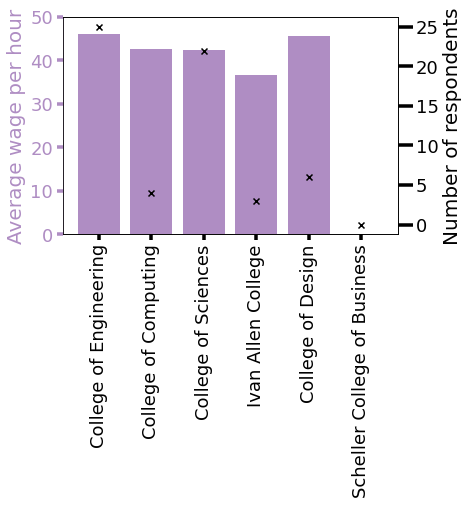 Average wage per hour
50
40
30
20
10
0
25
20
15
10
5
0
Number of respondents
College of Engineering
College of Computing
College of Sciences
Ivan Allen College
College of Design
Scheller College of Business